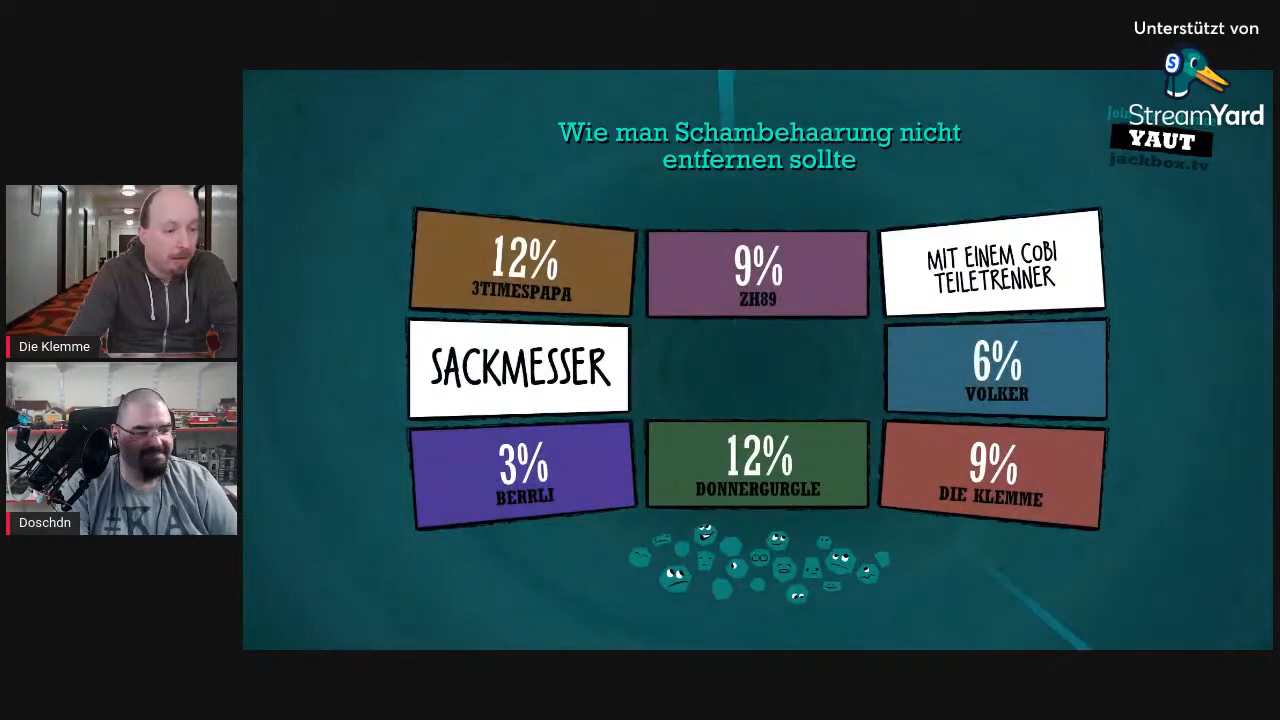 Unterstützt von
StreamYard
YAUT
jackbox.tv
Wie man Schambehaarung nicht
entfernen sollte
12%
3TIMESPAPA
9%
ZH89
MIT EINEM COBI
TEILETRENNER
SACKMESSER
6%
VOLKER
3%
BERRLI
12%
DONNERGURGLE
9%
DIE KLEMME
Die Klemme
#KA
Doschdn